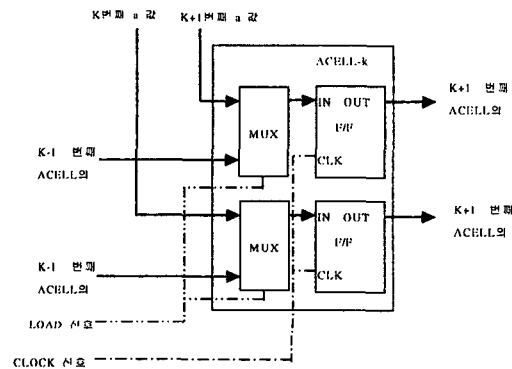 K번째 a 값 K+1번째 a 값
ACELL-k
IN OUT
F/F
CLK
MUX
K+1 번째
ACELL의
K-1 번째
ACELL의
IN OUT
F/F
CLK
MUX
K+1 번째
ACELL의
K-1 번째
ACELL의
LOAD 신호
CLOCK 신호